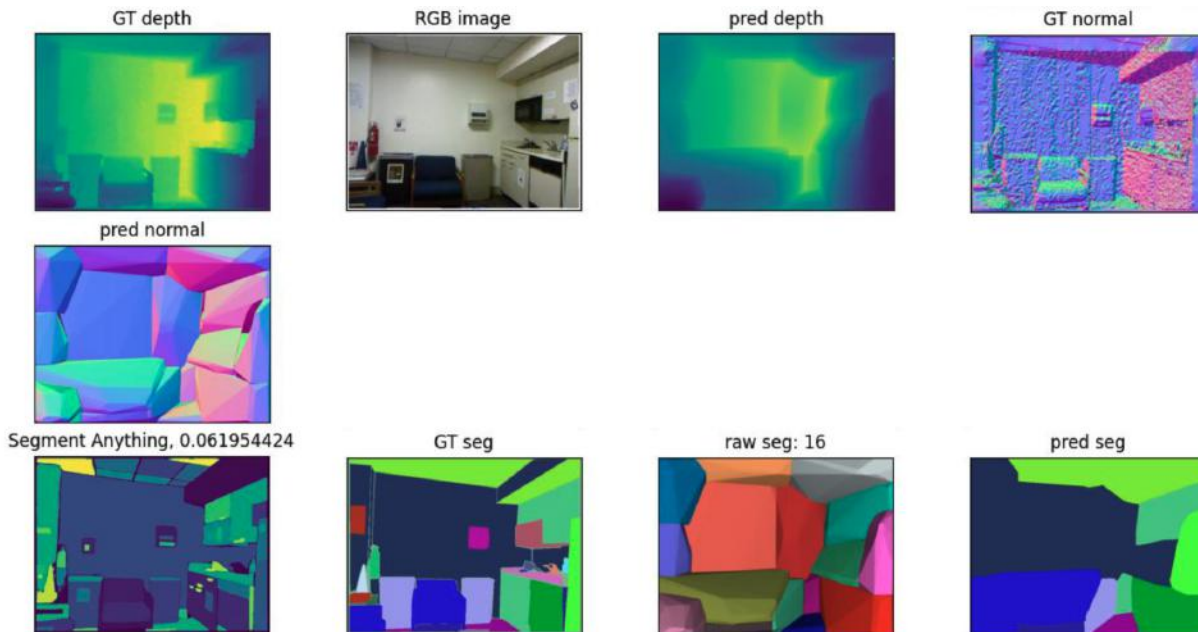 GT depth
RGB image
pred depth
GT normal
pred normal
Segment Anything, 0.061954424
GT seg
raw seg: 16
pred seg